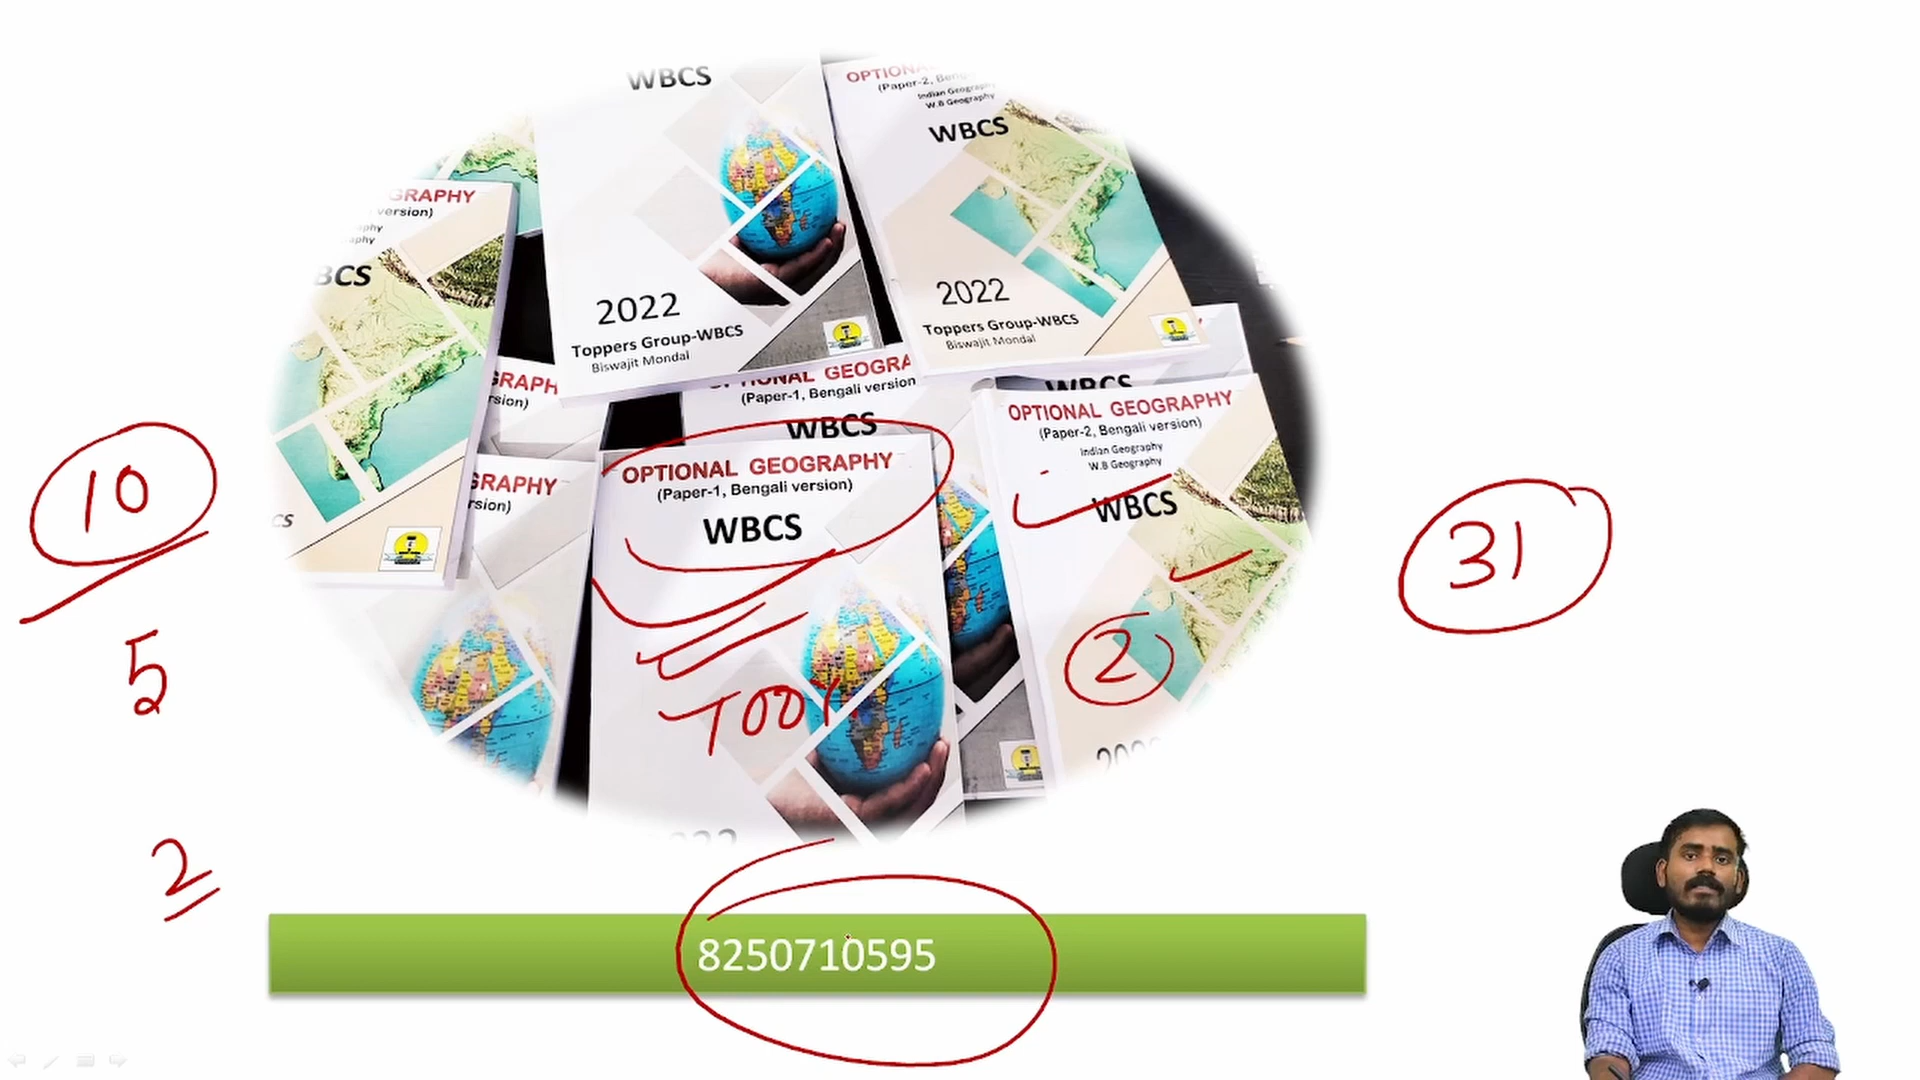 WBCS
2022
Toppers Group-WBCS
Biswajit Mondal
(Paper-2,
Indian Geography
W.B Geography
WBCS
2022
Toppers Group-WBCS
Biswajit Mondal
GRAPHY
version)
BCS
GRAPH
rsion)
OPTIONAL GEOGRA
(Paper-1, Bengali version
WBCS
WBCS
OPTIONAL GEOGRAPHY
(Paper-2, Bengali version)
Indian Geography
W.B Geography
WBCS
GRAPHY
rsion)
OPTIONAL GEOGRAPHY
(Paper-1, Bengali version)
WBCS
10
5
2
31
2
8250710595